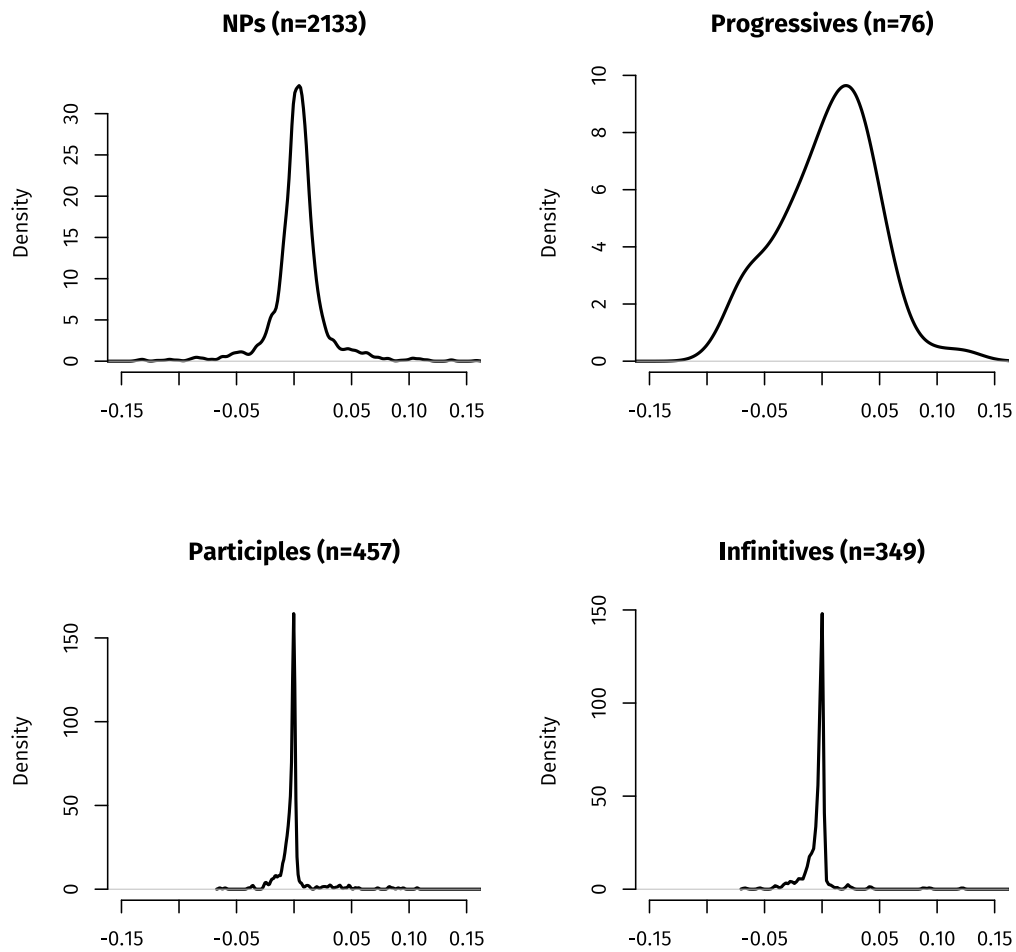 NPs (n=2133)
Density
0 5 10 15 20 25 30
-0.15 -0.05 0.05 0.10 0.15
Progressives (n=76)
Density
0 2 4 6 8 10
-0.15 -0.05 0.05 0.10 0.15
Participles (n=457)
Density
0 50 100 150
-0.15 -0.05 0.05 0.10 0.15
Infinitives (n=349)
Density
0 50 100 150
-0.15 -0.05 0.05 0.10 0.15